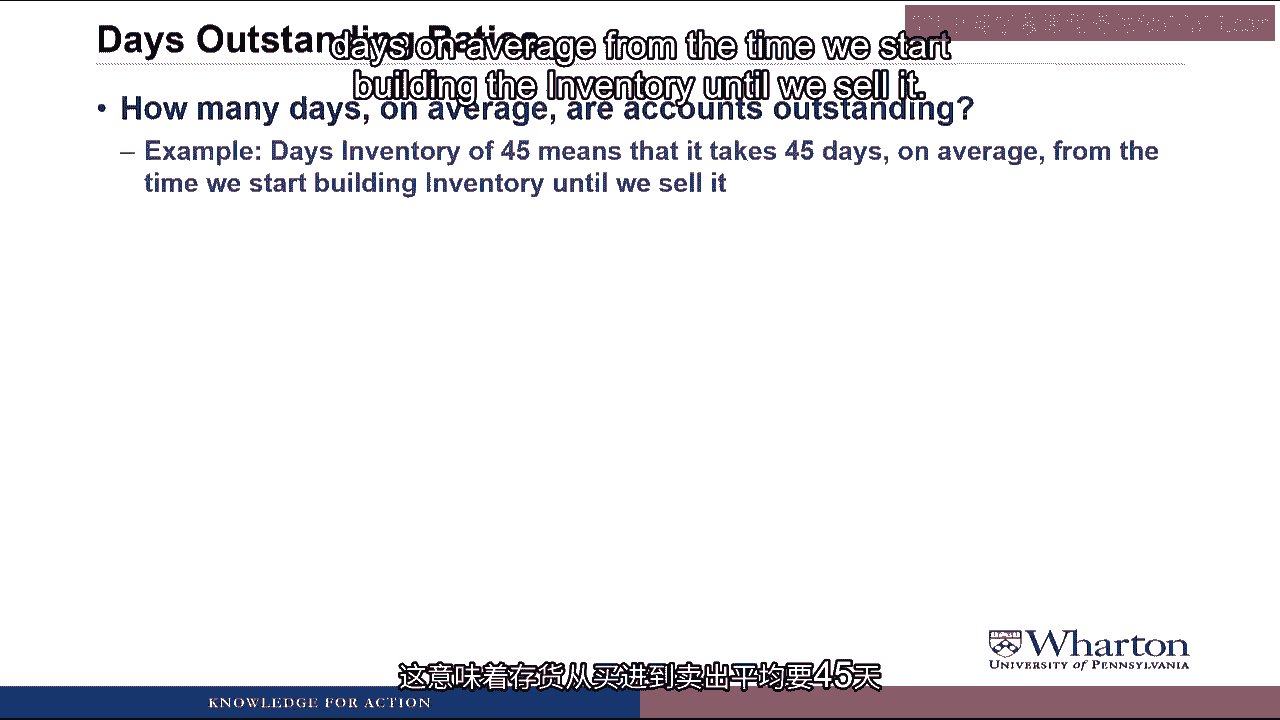 Days Outstanding Ratios
days on average from the time we start
building the Inventory until we sell it.
• How many days, on average, are accounts outstanding?
– Example: Days Inventory of 45 means that it takes 45 days, on average, from the
time we start building Inventory until we sell it
Wharton
UNIVERSITY of PENNSYLVANIA
这意味着存货从买进到卖出平均要45天
KNOWLEDGE FOR ACTION